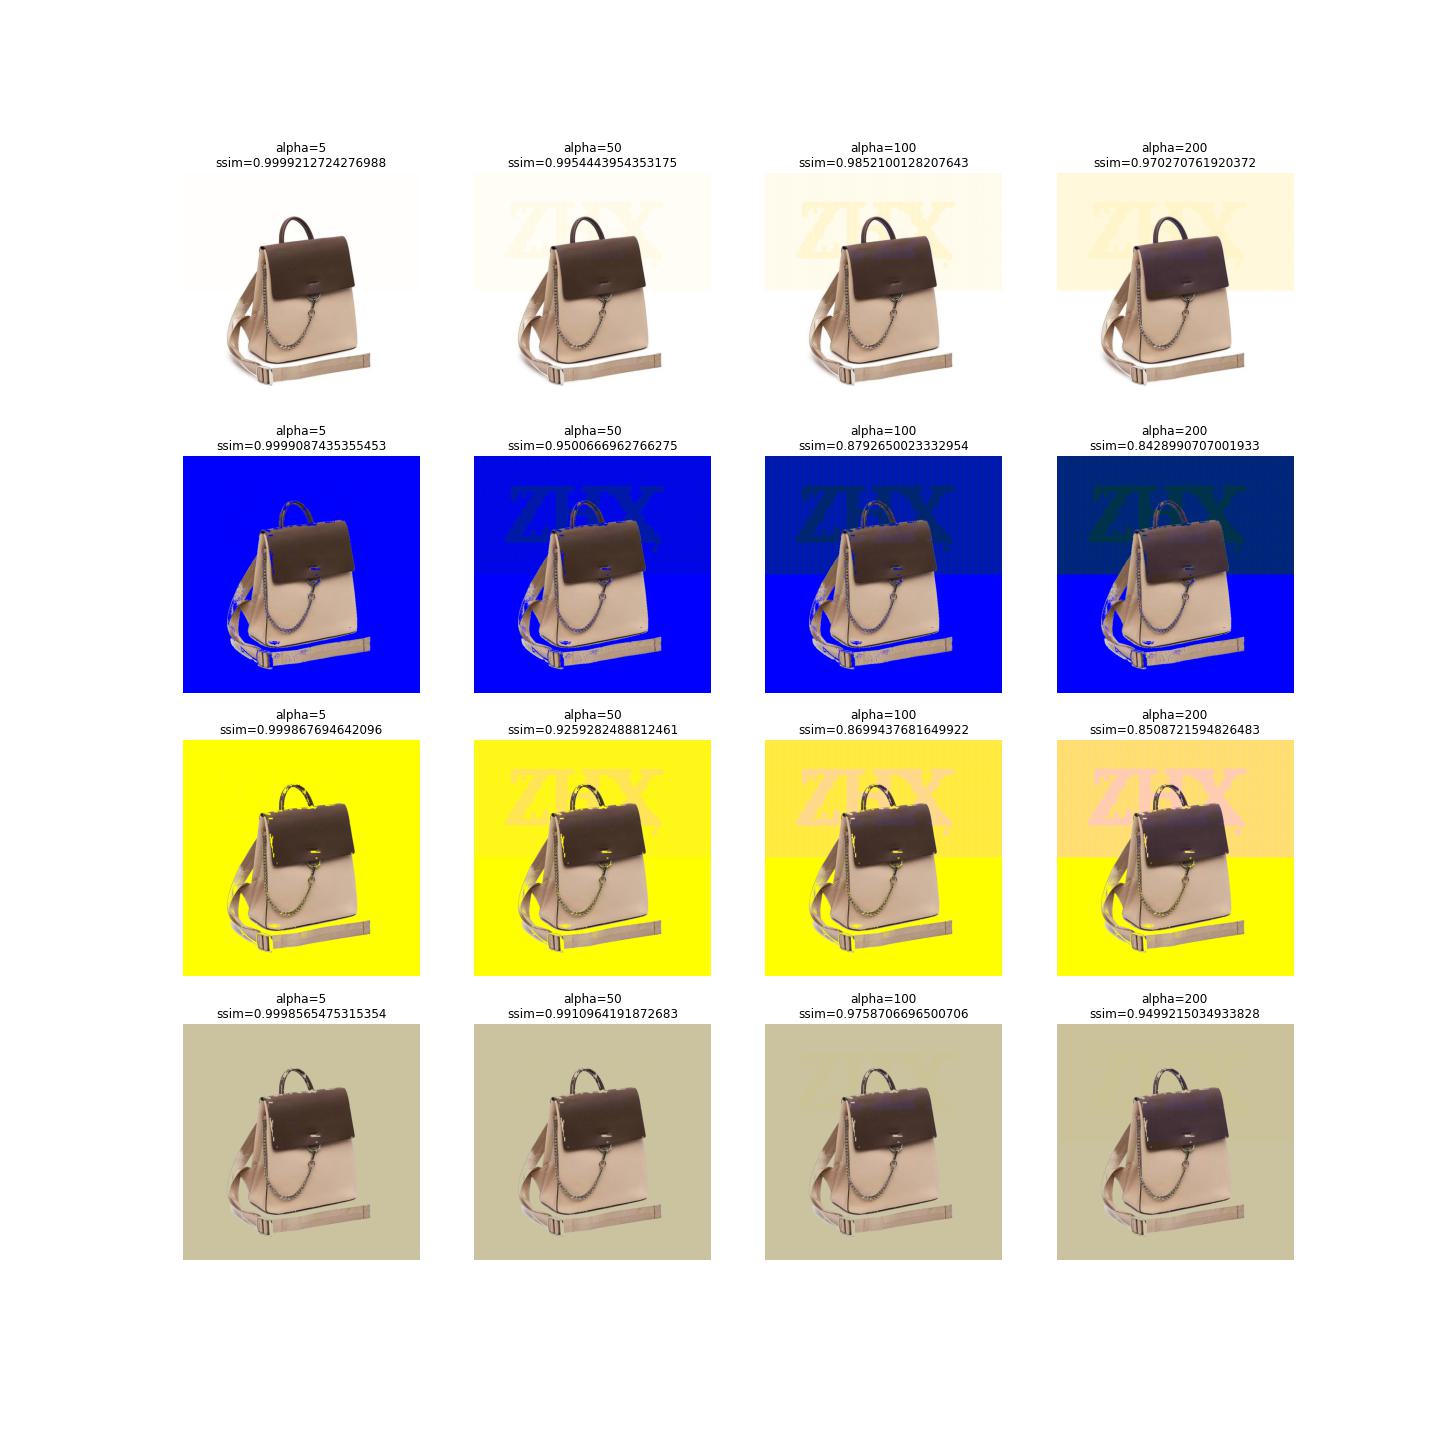 alpha=5
ssim=0.9999212724276988
alpha=50
ssim=0.9954443954353175
alpha=100
ssim=0.9852100128207643
alpha=200
ssim=0.970270761920372
alpha=5
ssim=0.9999087435355453
alpha=50
ssim=0.9500666962766275
alpha=100
ssim=0.8792650023332954
alpha=200
ssim=0.8428990707001933
alpha=5
ssim=0.999867694642096
alpha=50
ssim=0.9259282488812461
alpha=100
ssim=0.8699437681649922
alpha=200
ssim=0.8508721594826483
alpha=5
ssim=0.9998565475315354
alpha=50
ssim=0.9910964191872683
alpha=100
ssim=0.9758706696500706
alpha=200
ssim=0.9499215034933828